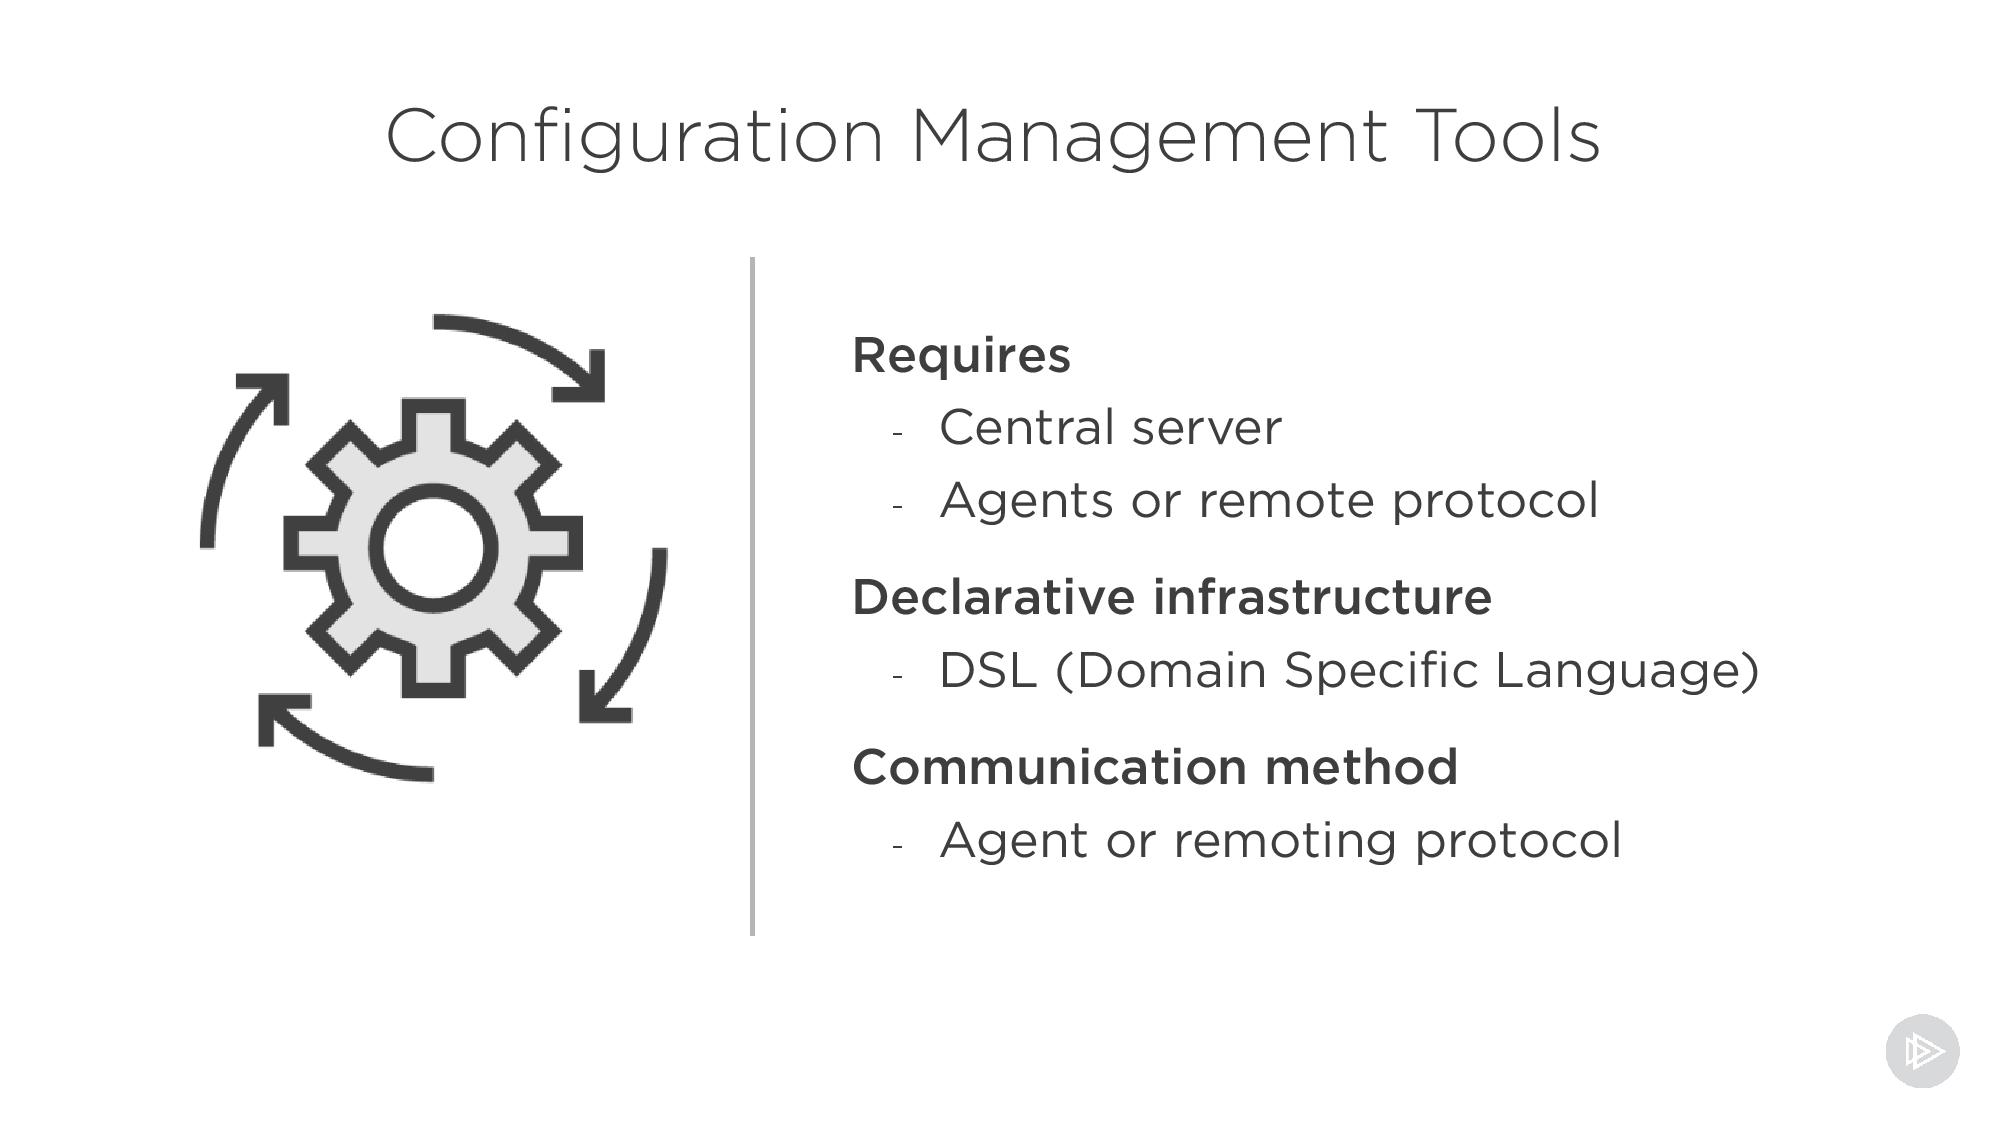 Configuration Management Tools
Requires
- Central server
- Agents or remote protocol
Declarative infrastructure
- DSL (Domain Specific Language)
Communication method
- Agent or remoting protocol